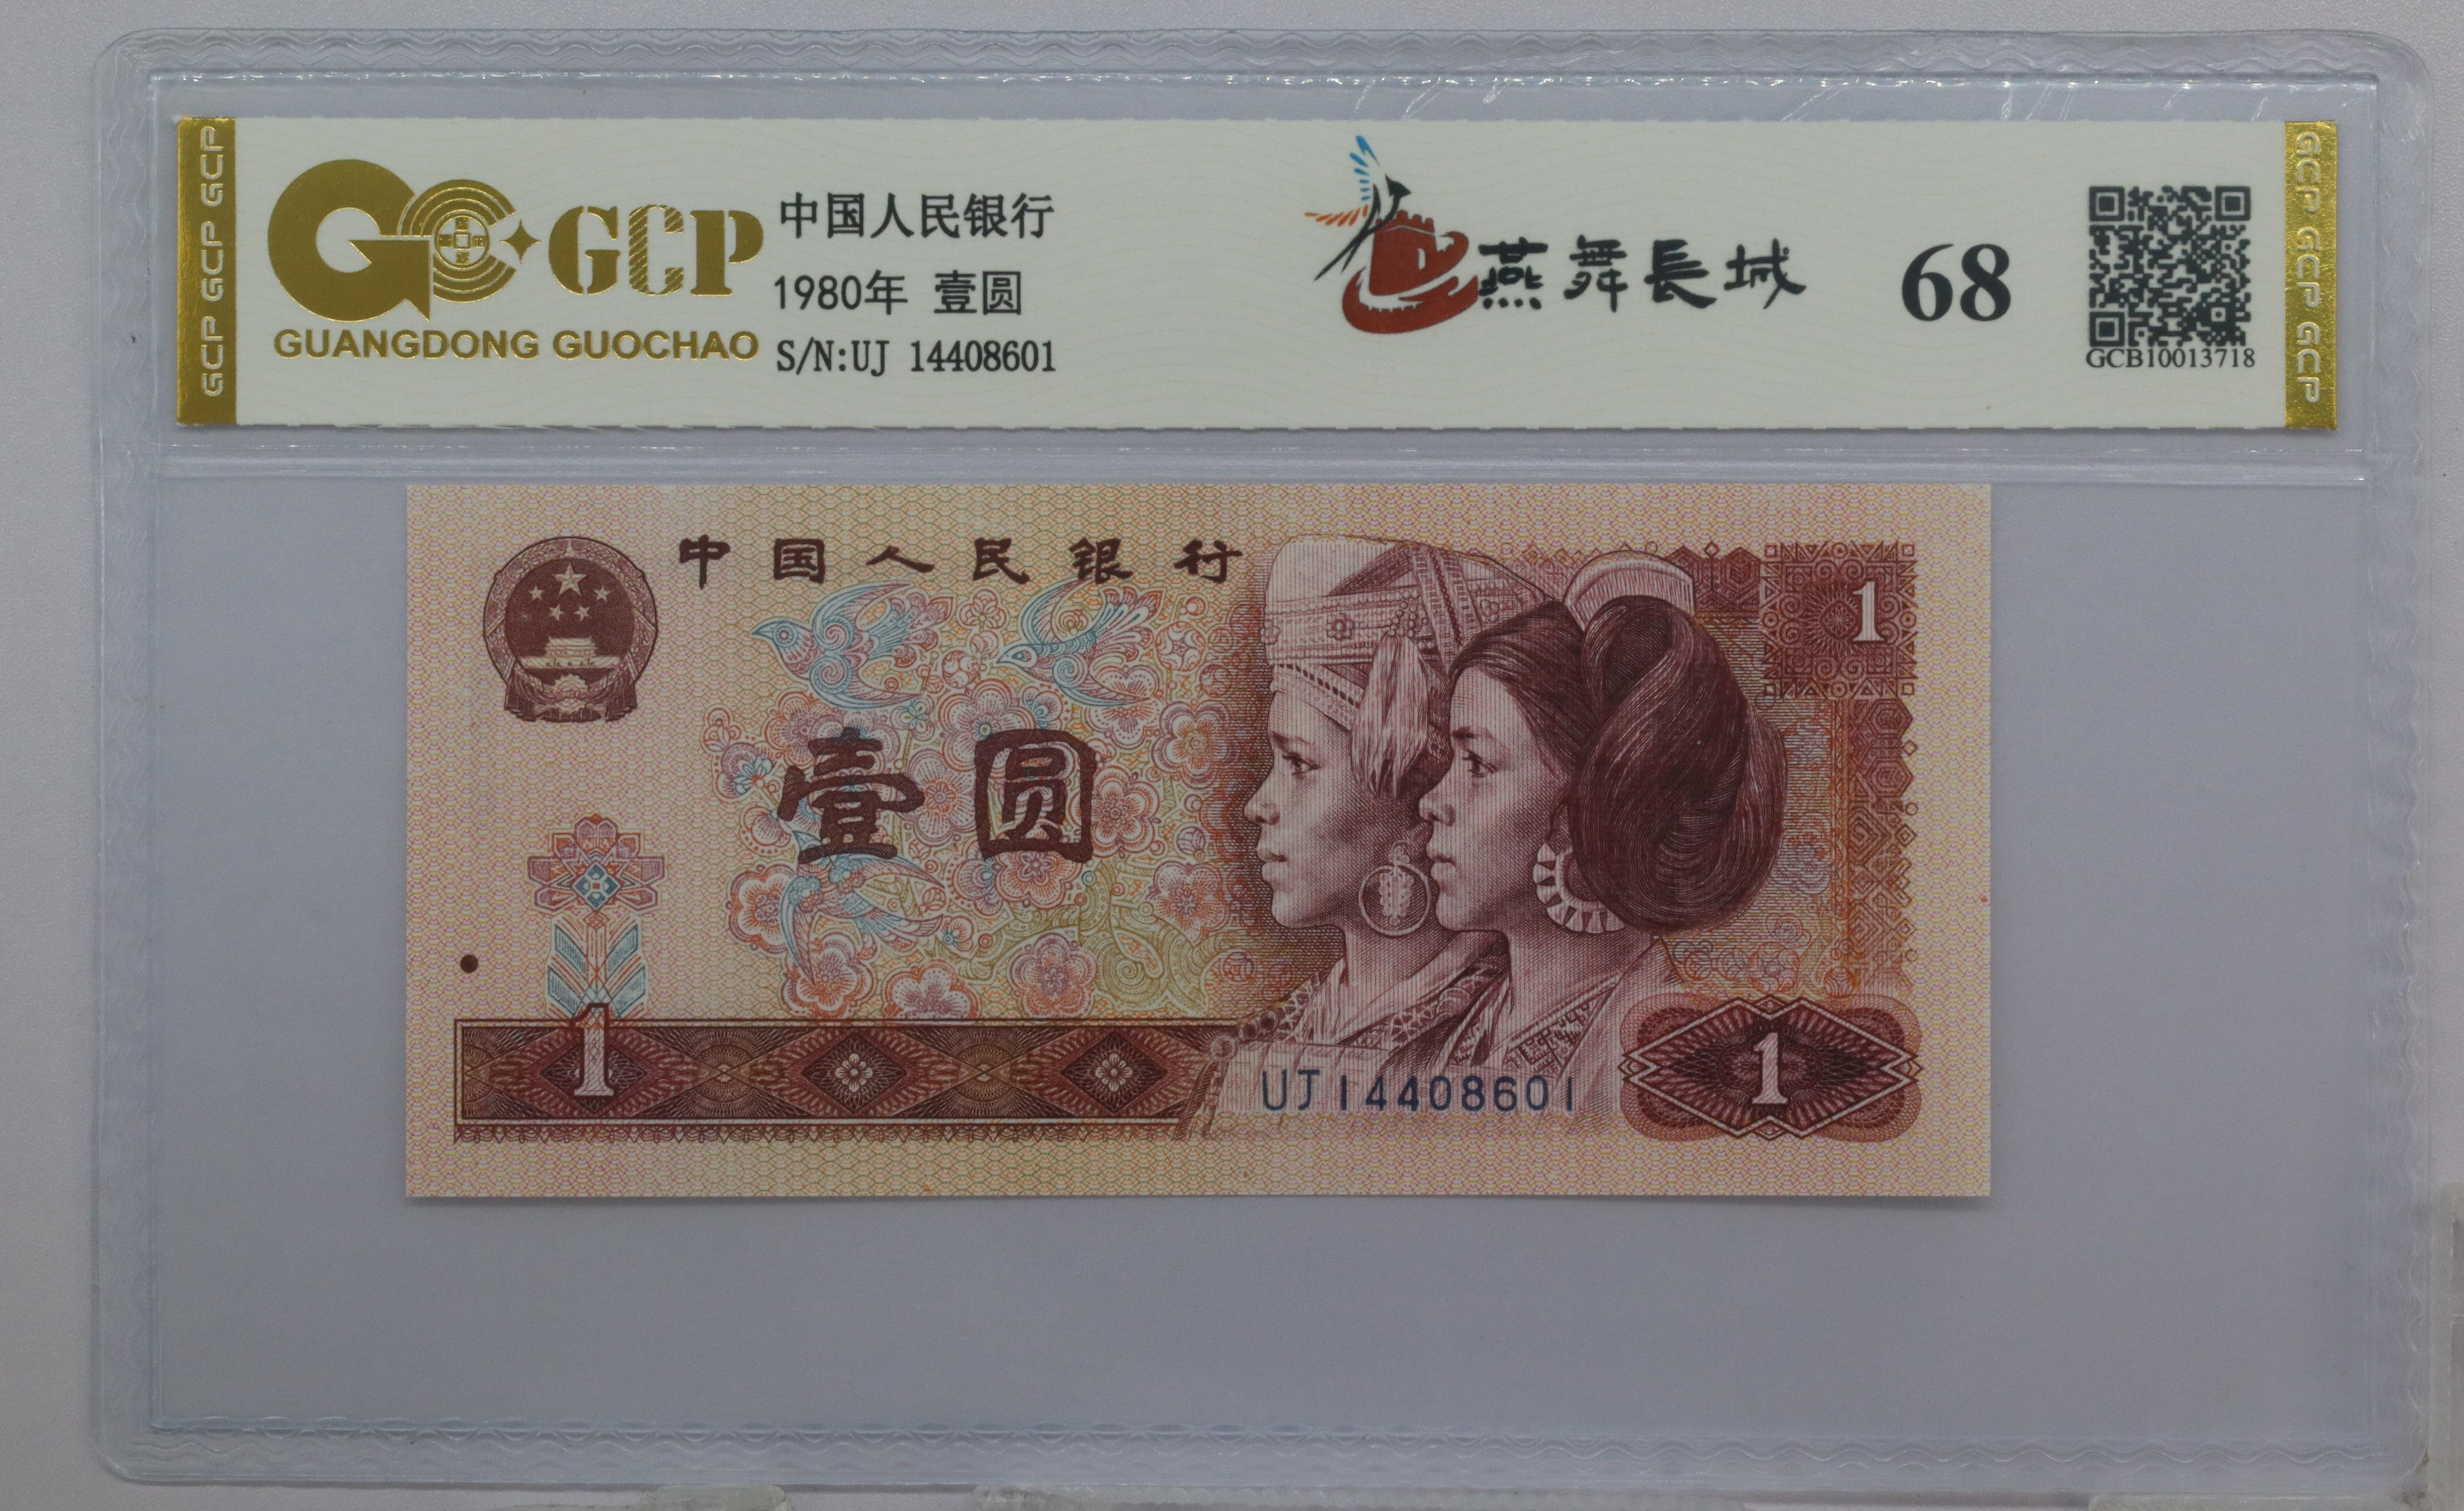 GCP GCP GCP
GCP
GUANGDONG GUOCHAO
中国人民银行
1980年 壹圆
S/N:UJ 14408601
燕舞長城
68
GCB10013718
GCP GCP GCP
中国人民银行
1
壹圆
1
UJ14408601
1